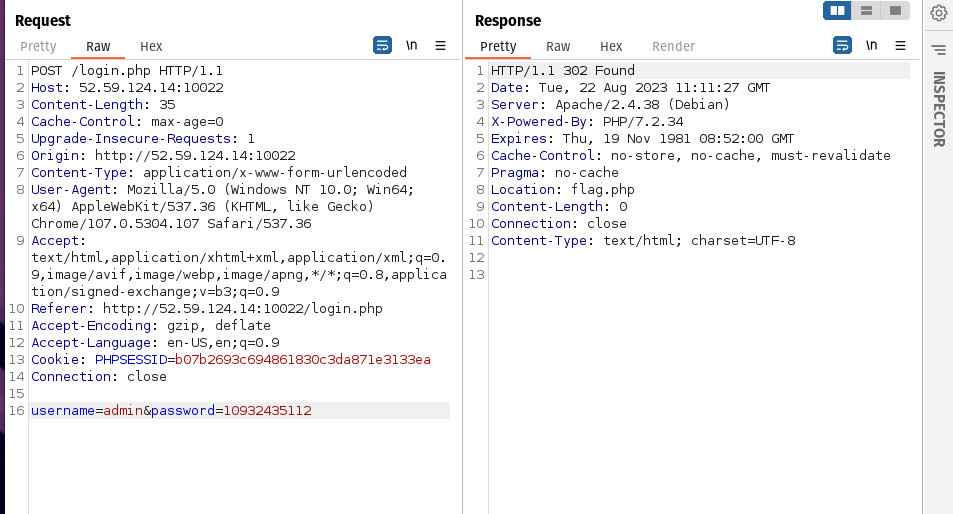 Request
Pretty Raw Hex
\n
1 POST /login.php HTTP/1.1
2 Host: 52.59.124.14:10022
3 Content-Length: 35
4 Cache-Control: max-age=0
5 Upgrade-Insecure-Requests: 1
6 Origin: http://52.59.124.14:10022
7 Content-Type: application/x-www-form-urlencoded
8 User-Agent: Mozilla/5.0 (Windows NT 10.0; Win64;
x64) AppleWebKit/537.36 (KHTML, like Gecko)
Chrome/107.0.5304.107 Safari/537.36
9 Accept:
text/html,application/xhtml+xml,application/xml;q=0.
9,image/avif,image/webp,image/apng,*/*;q=0.8,applica
tion/signed-exchange;v=b3;q=0.9
10 Referer: http://52.59.124.14:10022/login.php
11 Accept-Encoding: gzip, deflate
12 Accept-Language: en-US,en;q=0.9
13 Cookie: PHPSESSID=b07b2693c694861830c3da871e3133ea
14 Connection: close
15
16 username=admin&password=10932435112
Response
Pretty Raw Hex Render
\n
1 HTTP/1.1 302 Found
2 Date: Tue, 22 Aug 2023 11:11:27 GMT
3 Server: Apache/2.4.38 (Debian)
4 X-Powered-By: PHP/7.2.34
5 Expires: Thu, 19 Nov 1981 08:52:00 GMT
6 Cache-Control: no-store, no-cache, must-revalidate
7 Pragma: no-cache
8 Location: flag.php
9 Content-Length: 0
10 Connection: close
11 Content-Type: text/html; charset=UTF-8
12
13
INSPECTOR